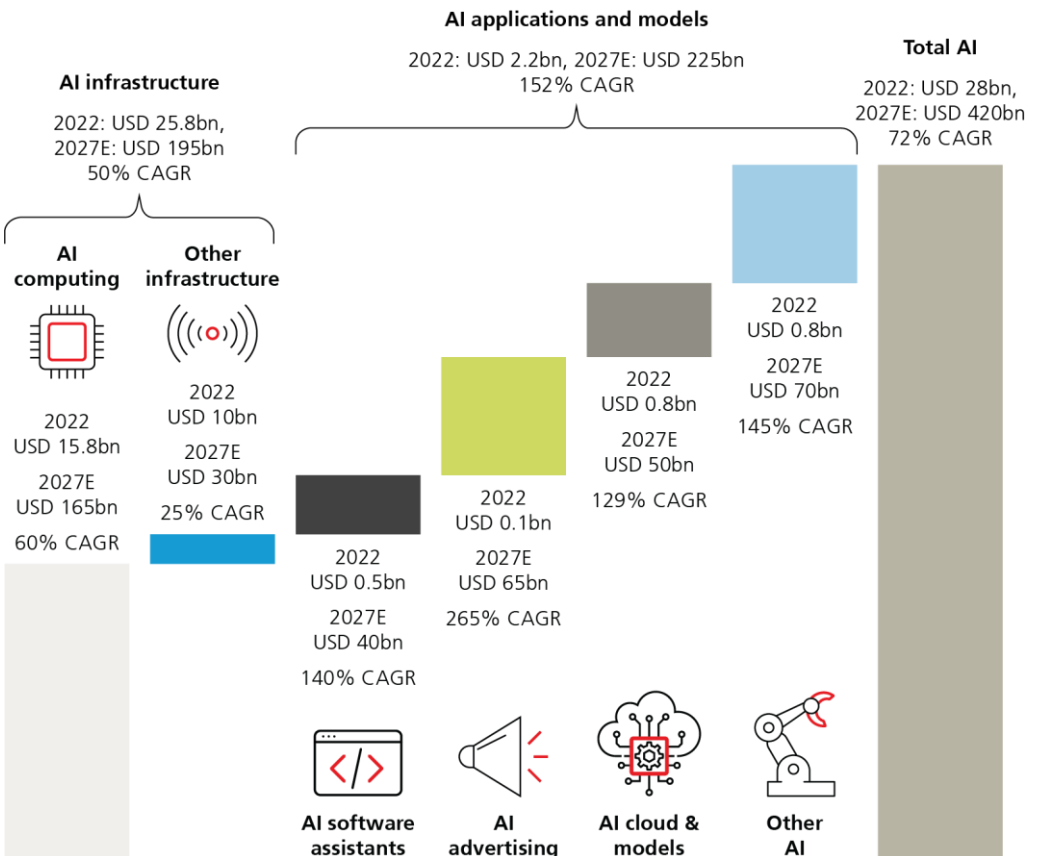 AI applications and models
2022: USD 2.2bn, 2027E: USD 225bn
152% CAGR
Total AI
2022: USD 28bn,
2027E: USD 420bn
72% CAGR
AI infrastructure
2022: USD 25.8bn,
2027E: USD 195bn
50% CAGR
AI
computing
2022
USD 15.8bn
2027E
USD 165bn
60% CAGR
Other
infrastructure
2022
USD 10bn
2027E
USD 30bn
25% CAGR
2022
USD 0.5bn
2027E
USD 40bn
140% CAGR
</>
AI software
assistants
2022
USD 0.1bn
2027E
USD 65bn
265% CAGR
AI
advertising
2022
USD 0.8bn
2027E
USD 50bn
129% CAGR
AI cloud &
models
2022
USD 0.8bn
2027E
USD 70bn
145% CAGR
Other
AI